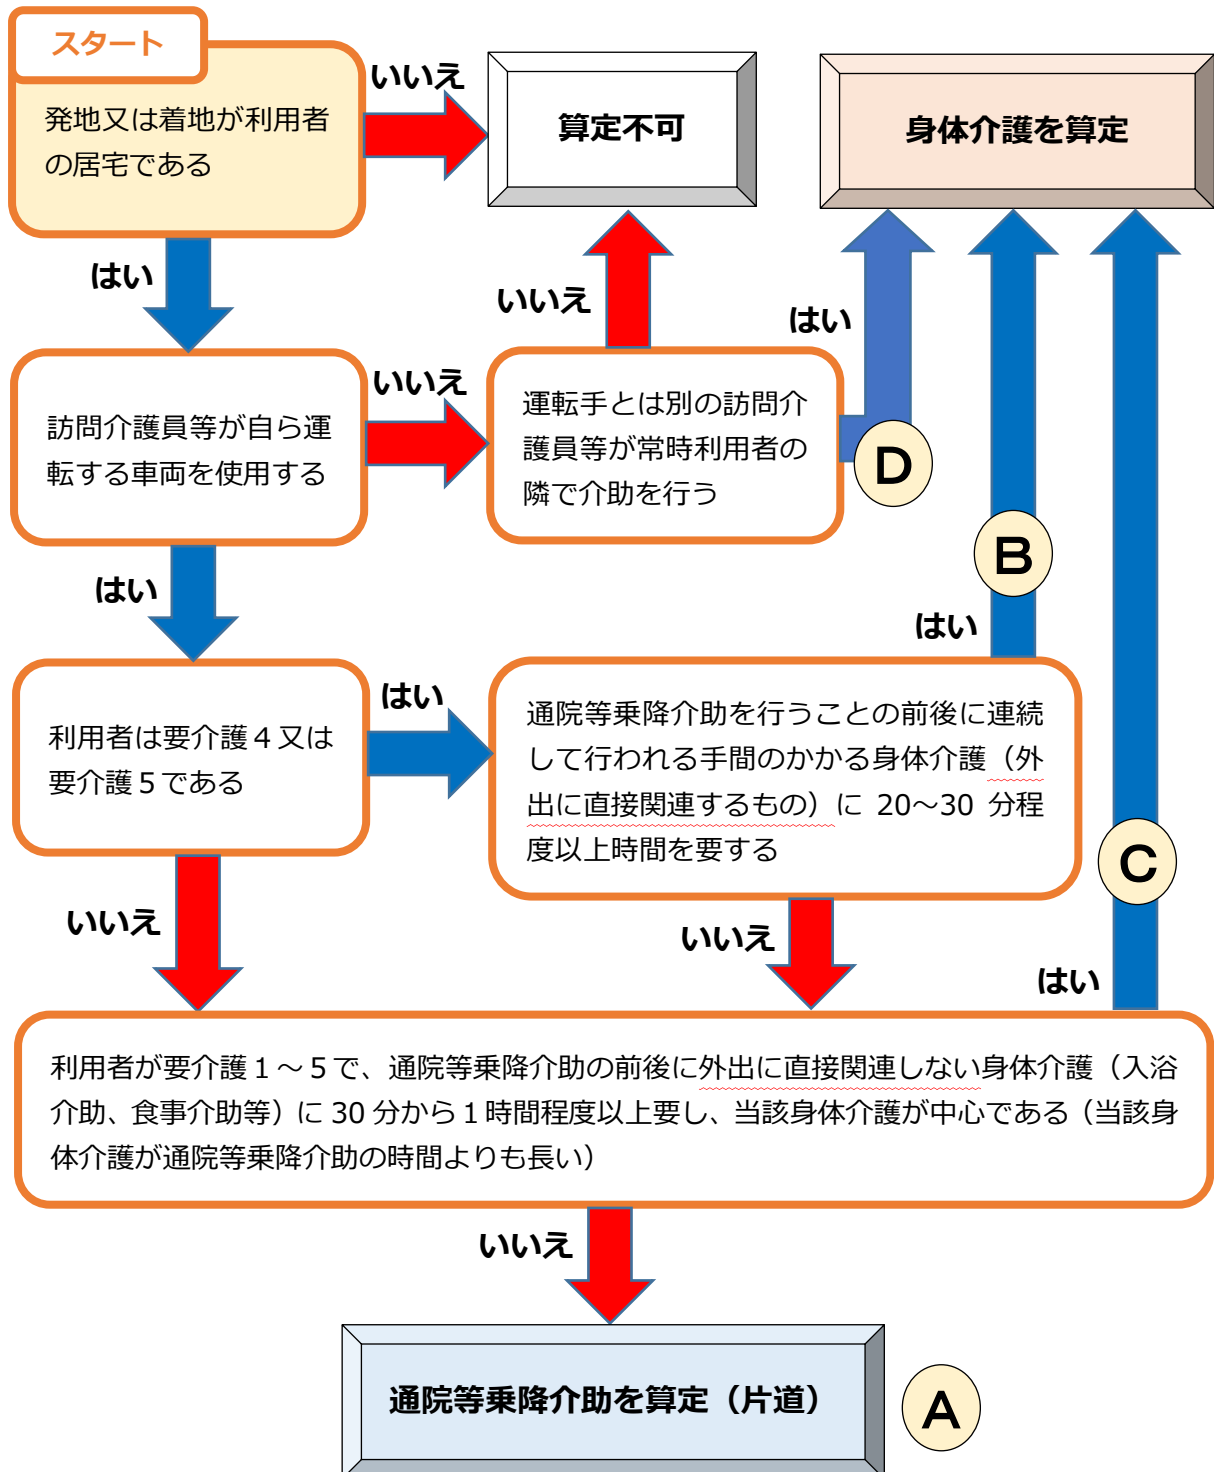 スタート
発地又は着地が利用者
の居宅である
いいえ
算定不可
身体介護を算定
はい
いいえ
はい
訪問介護員等が自ら運
転する車両を使用する
いいえ
運転手とは別の訪問介
護員等が常時利用者の
隣で介助を行う
D
B
はい
はい
利用者は要介護４又は
要介護５である
はい
通院等乗降介助を行うことの前後に連続
して行われる手間のかかる身体介護（外
出に直接関連するもの）に 20～30 分程
度以上時間を要する
C
いいえ
いいえ
はい
利用者が要介護１～５で、通院等乗降介助の前後に外出に直接関連しない身体介護（入浴
介助、食事介助等）に 30 分から１時間程度以上要し、当該身体介護が中心である（当該身
体介護が通院等乗降介助の時間よりも長い）
いいえ
通院等乗降介助を算定（片道）
A